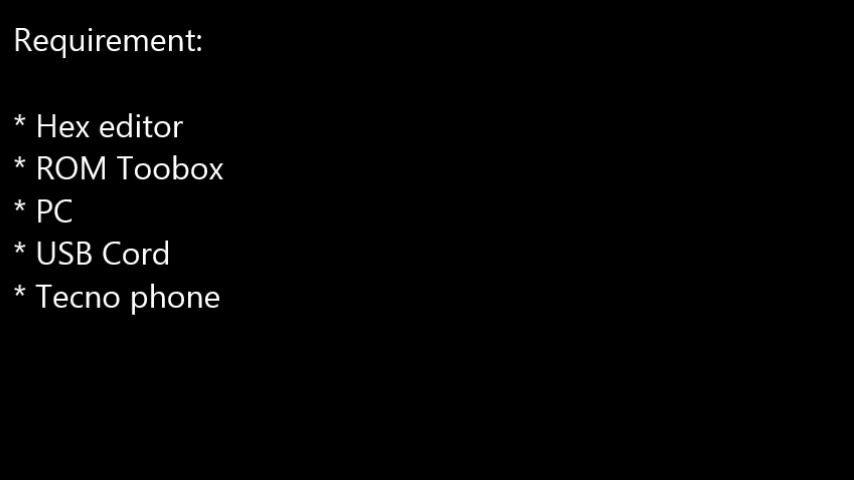 Requirement:
* Hex editor
* ROM Toobox
* PC
* USB Cord
* Tecno phone